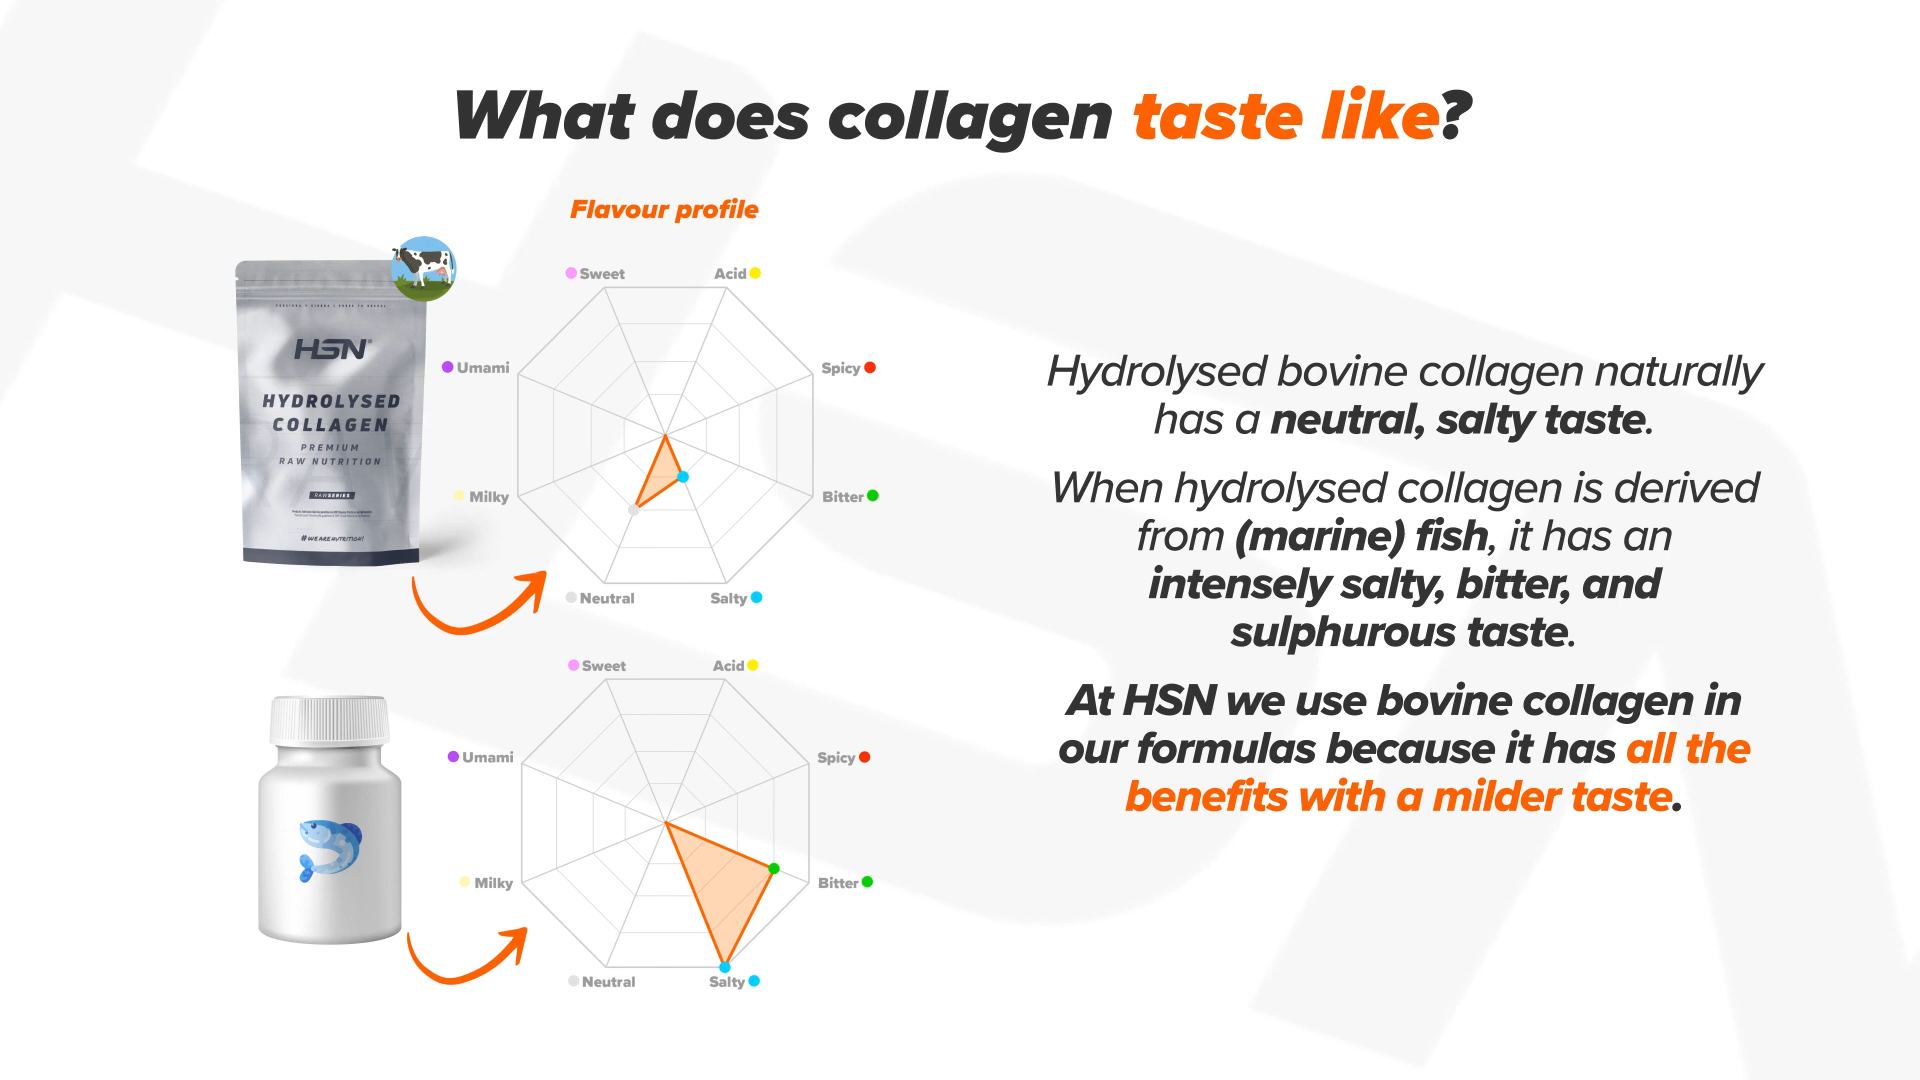 What does collagen taste like?
Flavour profile
Sweet
Acid
Umami
Spicy
Milky
Bitter
Neutral
Salty
HSN
HYDROLYSED
COLLAGEN
PREMIUM
RAW NUTRITION
RAWSERIES
#WEARENUTRITION!
Sweet
Acid
Umami
Spicy
Milky
Bitter
Neutral
Salty
Hydrolysed bovine collagen naturally
has a neutral, salty taste.
When hydrolysed collagen is derived
from (marine) fish, it has an
intensely salty, bitter, and
sulphurous taste.
At HSN we use bovine collagen in
our formulas because it has all the
benefits with a milder taste.